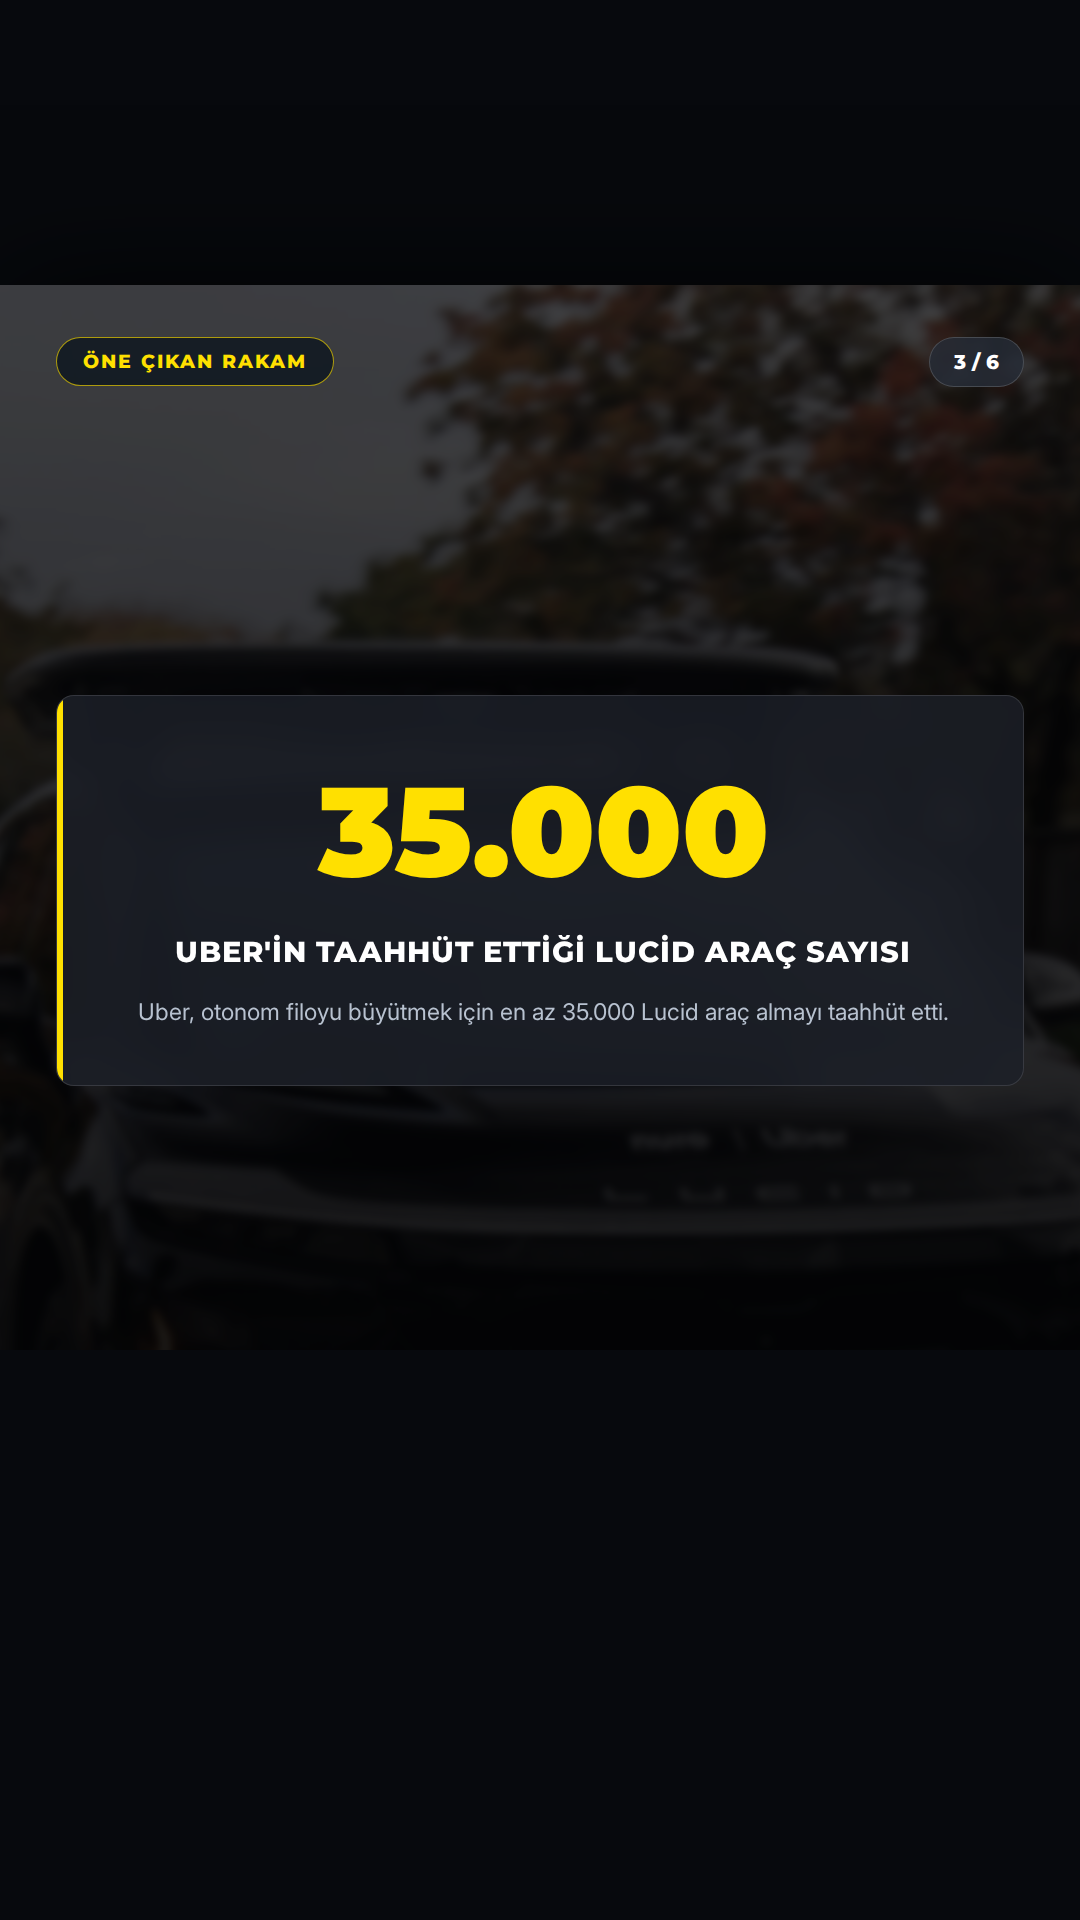 ÖNE ÇIKAN RAKAM
3 / 6
35.000
UBER'İN TAAHHÜT ETTİĞİ LUCİD ARAÇ SAYISI
Uber, otonom filoyu büyütmek için en az 35.000 Lucid araç almayı taahhüt etti.